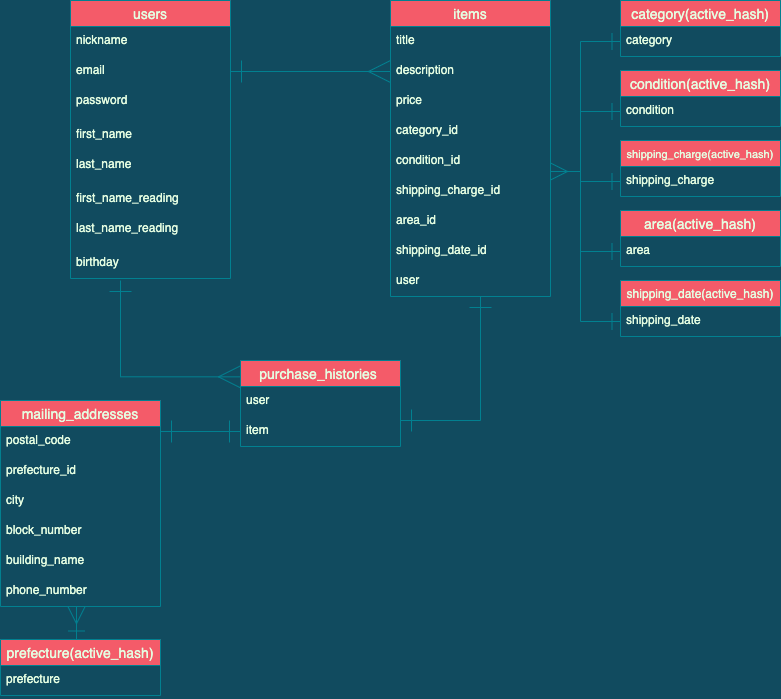 users
nickname
email
password
first_name
last_name
first_name_reading
last_name_reading
birthday
items
title
description
price
category_id
condition_id
shipping_charge_id
area_id
shipping_date_id
user
category(active_hash)
category
condition(active_hash)
condition
shipping_charge(active_hash)
shipping_charge
area(active_hash)
area
shipping_date(active_hash)
shipping_date
purchase_histories
user
item
mailing_addresses
postal_code
prefecture_id
city
block_number
building_name
phone_number
prefecture(active_hash)
prefecture